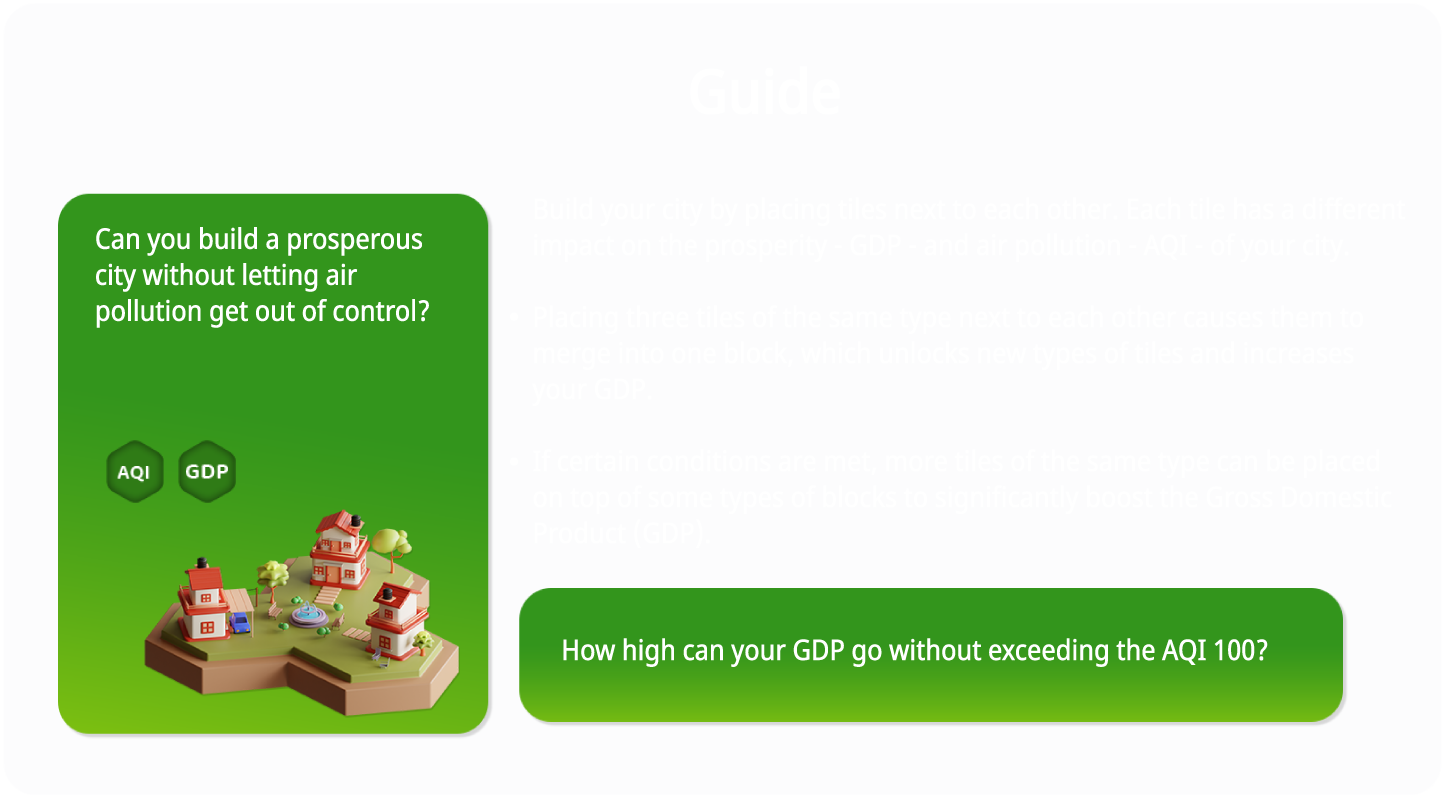 Guide
Can you build a prosperous
city without letting air
pollution get out of control?
AQI GDP
Build your city by placing tiles next to each other. Each tile has a different
impact on the prosperity - GDP - and air pollution - AQI - of your city.
• Placing three tiles of the same type next to each other causes them to
merge into one block, which unlocks new types of tiles and increases
your GDP.
• If certain conditions are met, more tiles of the same type can be placed
on top of some types of blocks to significantly boost the Gross Domestic
Product (GDP).
How high can your GDP go without exceeding the AQI 100?